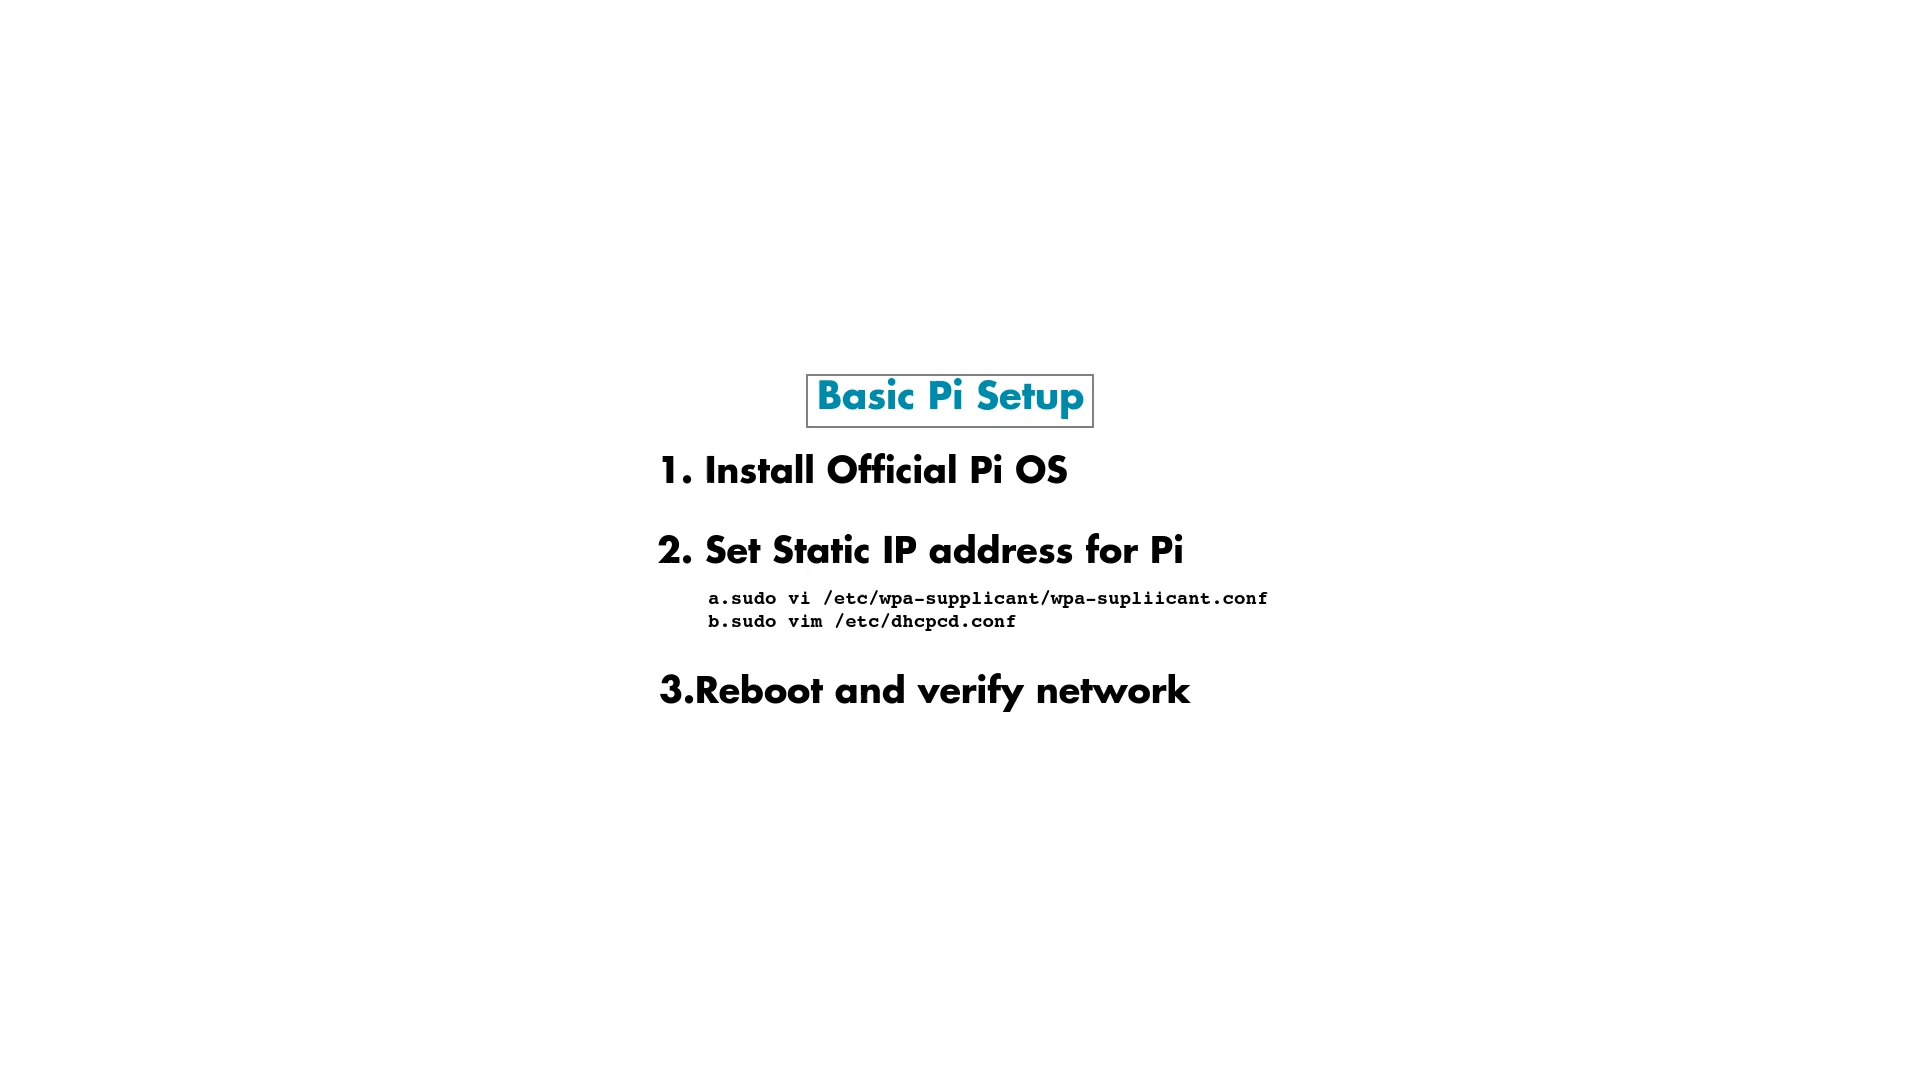 Basic Pi Setup
1. Install Official Pi OS
2. Set Static IP address for Pi
a.sudo vi /etc/wpa-supplicant/wpa-supliicant.conf
b.sudo vim /etc/dhcpcd.conf
3.Reboot and verify network